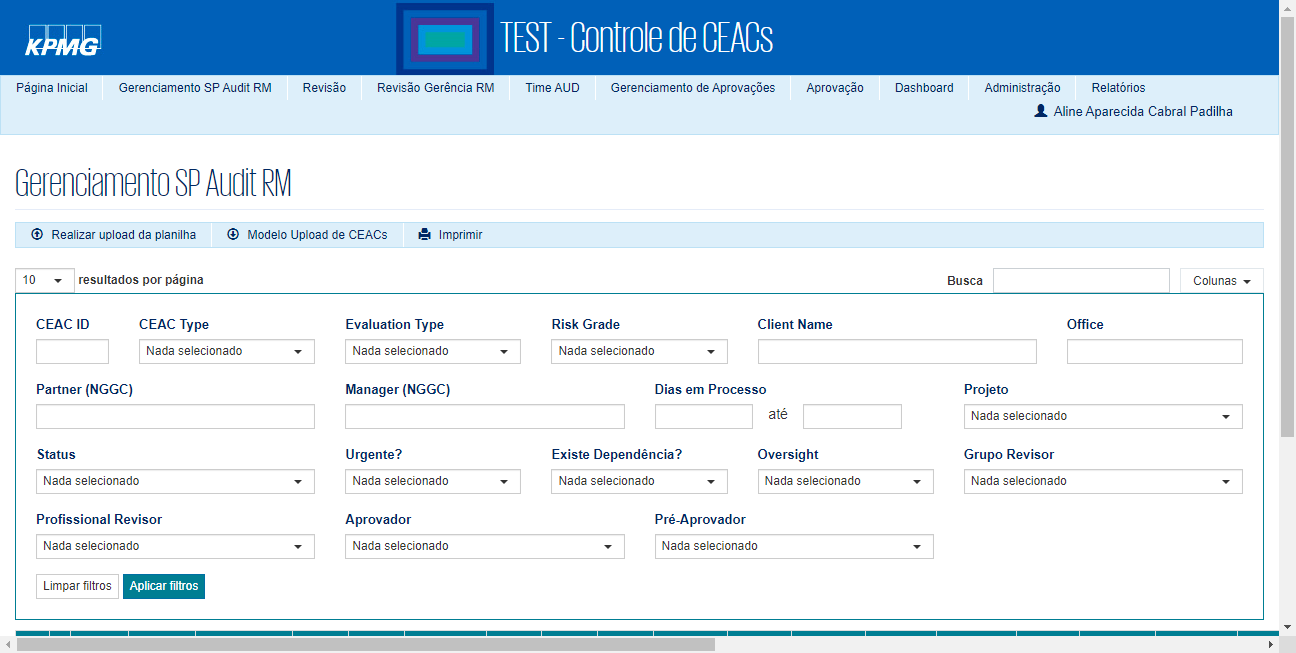 KPMG
TEST - Controle de CEACs
Página Inicial Gerenciamento SP Audit RM Revisão Revisão Gerência RM Time AUD Gerenciamento de Aprovações Aprovação Dashboard Administração Relatórios
Aline Aparecida Cabral Padilha
Gerenciamento SP Audit RM
Realizar upload da planilha Modelo Upload de CEACs Imprimir
10 resultados por página Busca Colunas
CEAC ID CEAC Type Evaluation Type Risk Grade Client Name Office
Nada selecionado Nada selecionado Nada selecionado
Partner (NGGC) Manager (NGGC) Dias em Processo Projeto
até Nada selecionado
Status Urgente? Existe Dependência? Oversight Grupo Revisor
Nada selecionado Nada selecionado Nada selecionado Nada selecionado Nada selecionado
Profissional Revisor Aprovador Pré-Aprovador
Nada selecionado Nada selecionado Nada selecionado
Limpar filtros Aplicar filtros